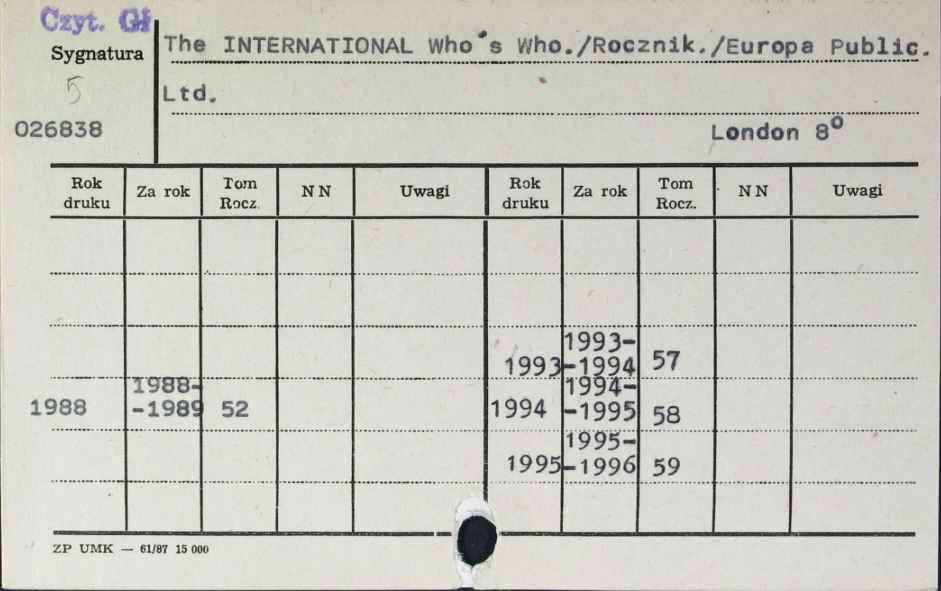 Czyt. Gł
Sygnatura
The INTERNATIONAL Who's Who./Rocznik./Europa Public.
5
Ltd.
026838
London 8º
Rok druku Za rok Tom Rocz. N N Uwagi Rok druku Za rok Tom Rocz. N N Uwagi
1993 1993-
-1994 57
1988 1988-
-1989 52 1994 1994-
-1995 58
1995 1995-
-1996 59
ZP UMK — 61/87 15 000